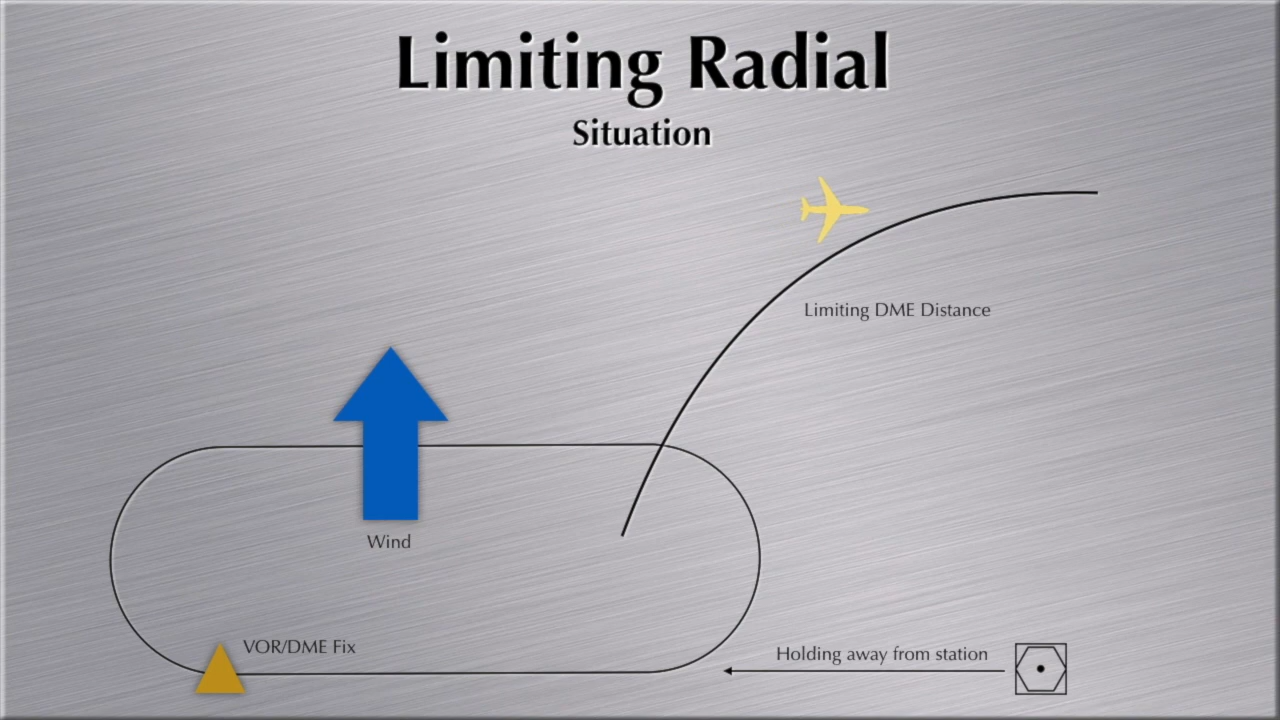 Limiting Radial
Situation
Limiting DME Distance
Wind
VOR/DME Fix
Holding away from station